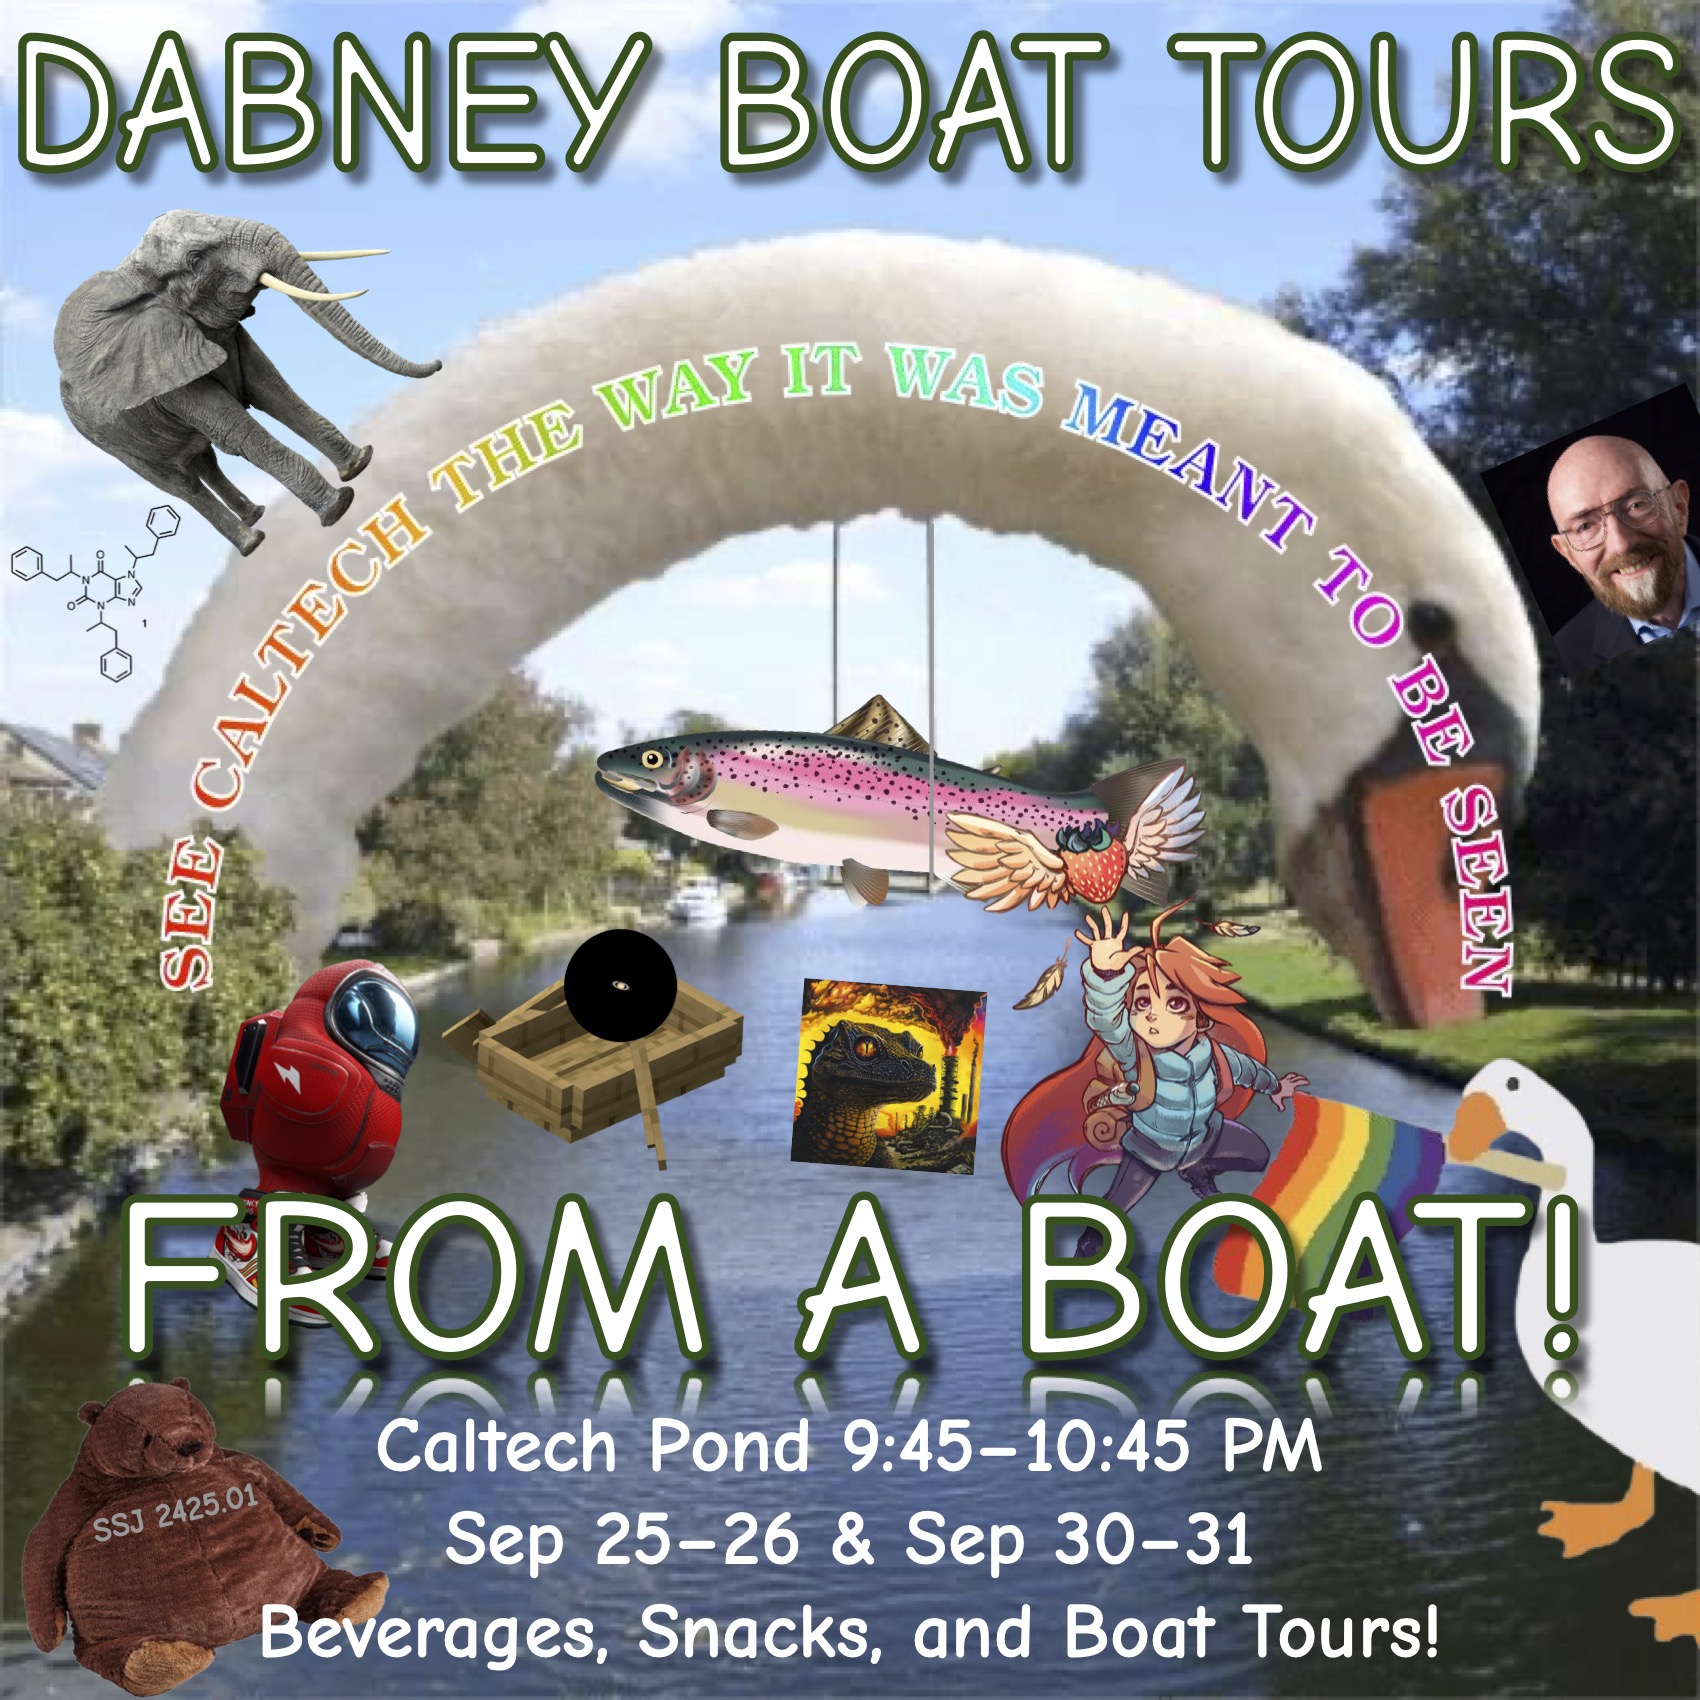 DABNEY BOAT TOURS
SEE CALTECH THE WAY IT WAS MEANT TO BE SEEN
O
N
N
O
N
N
1
FROM A BOAT!
Caltech Pond 9:45–10:45 PM
Sep 25–26 & Sep 30–31
SSJ 2425.01
Beverages, Snacks, and Boat Tours!